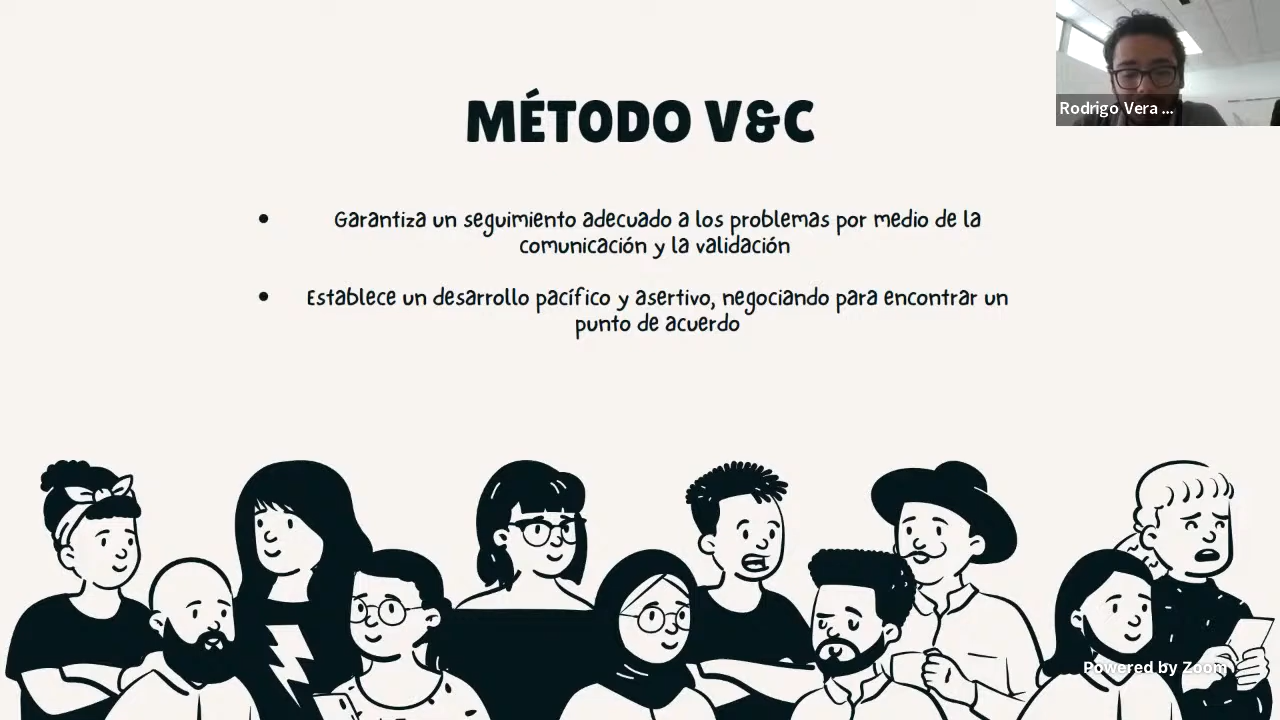 MÉTODO V&C
Rodrigo Vera ...
• Garantiza un seguimiento adecuado a los problemas por medio de la
comunicación y la validación
• Establece un desarrollo pacífico y asertivo, negociando para encontrar un
punto de acuerdo
Powered by Zoom